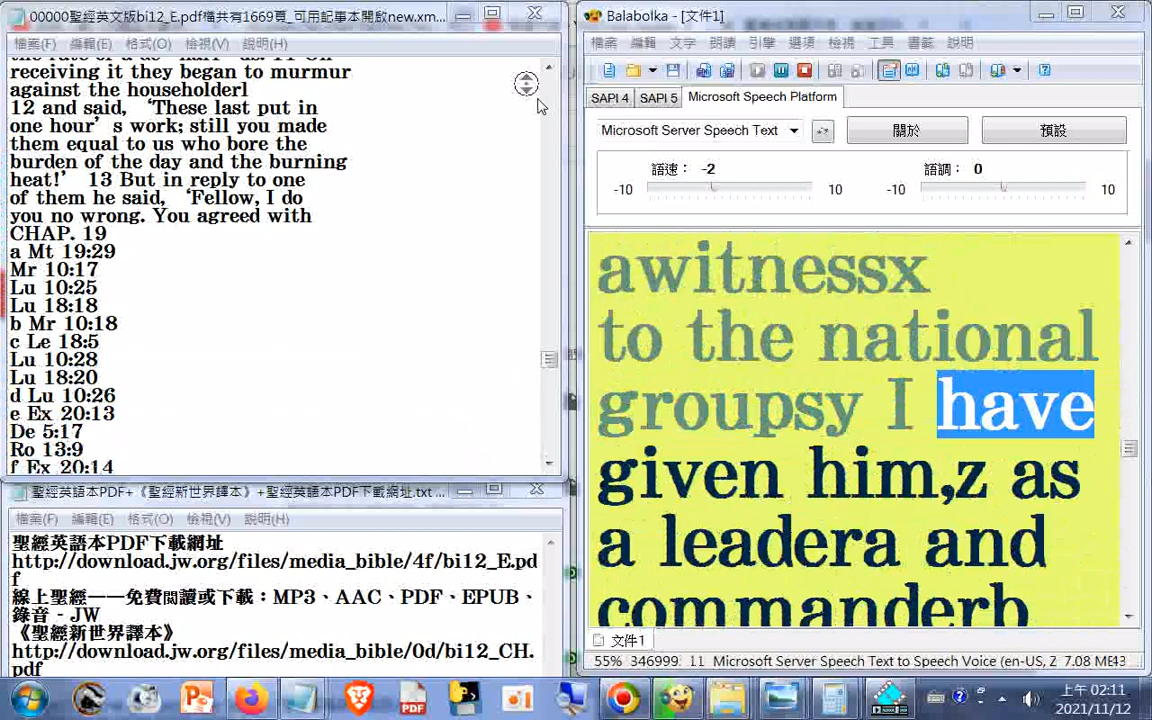 00000聖經英文版bi12_E.pdf檔共有1669頁_可用記事本開啟new.xm...
檔案(F) 編輯(E) 格式(O) 檢視(V) 說明(H)
receiving it they began to murmur
against the householderl
12 and said, ‘These last put in
one hour’s work; still you made
them equal to us who bore the
burden of the day and the burning
heat!’ 13 But in reply to one
of them he said, ‘Fellow, I do
you no wrong. You agreed with
CHAP. 19
a Mt 19:29
Mr 10:17
Lu 10:25
Lu 18:18
b Mr 10:18
c Le 18:5
Lu 10:28
Lu 18:20
d Lu 10:26
e Ex 20:13
De 5:17
Ro 13:9
f Ex 20:14
聖經英語本PDF+《聖經新世界譯本》+聖經英語本PDF下載網址.txt ...
檔案(F) 編輯(E) 格式(O) 檢視(V) 說明(H)
聖經英語本PDF下載網址
http://download.jw.org/files/media_bible/4f/bi12_E.pd
f
線上聖經——免費閱讀或下載：MP3、AAC、PDF、EPUB、
錄音 - JW
《聖經新世界譯本》
http://download.jw.org/files/media_bible/0d/bi12_CH.
pdf
Balabolka - [文件1]
檔案 編輯 文字 朗讀 引擎 選項 檢視 工具 書籤 說明
SAPI 4 SAPI 5 Microsoft Speech Platform
Microsoft Server Speech Text 關於 預設
語速： -2 語調： 0
-10 10 -10 10
awitnessx
to the national
groupsy I have
given him,z as
a leadera and
commanderb
文件1
55% 346999. 11 Microsoft Server Speech Text to Speech Voice (en-US, Z 7.08 ME43
PDF
上午 02:11
2021/11/12